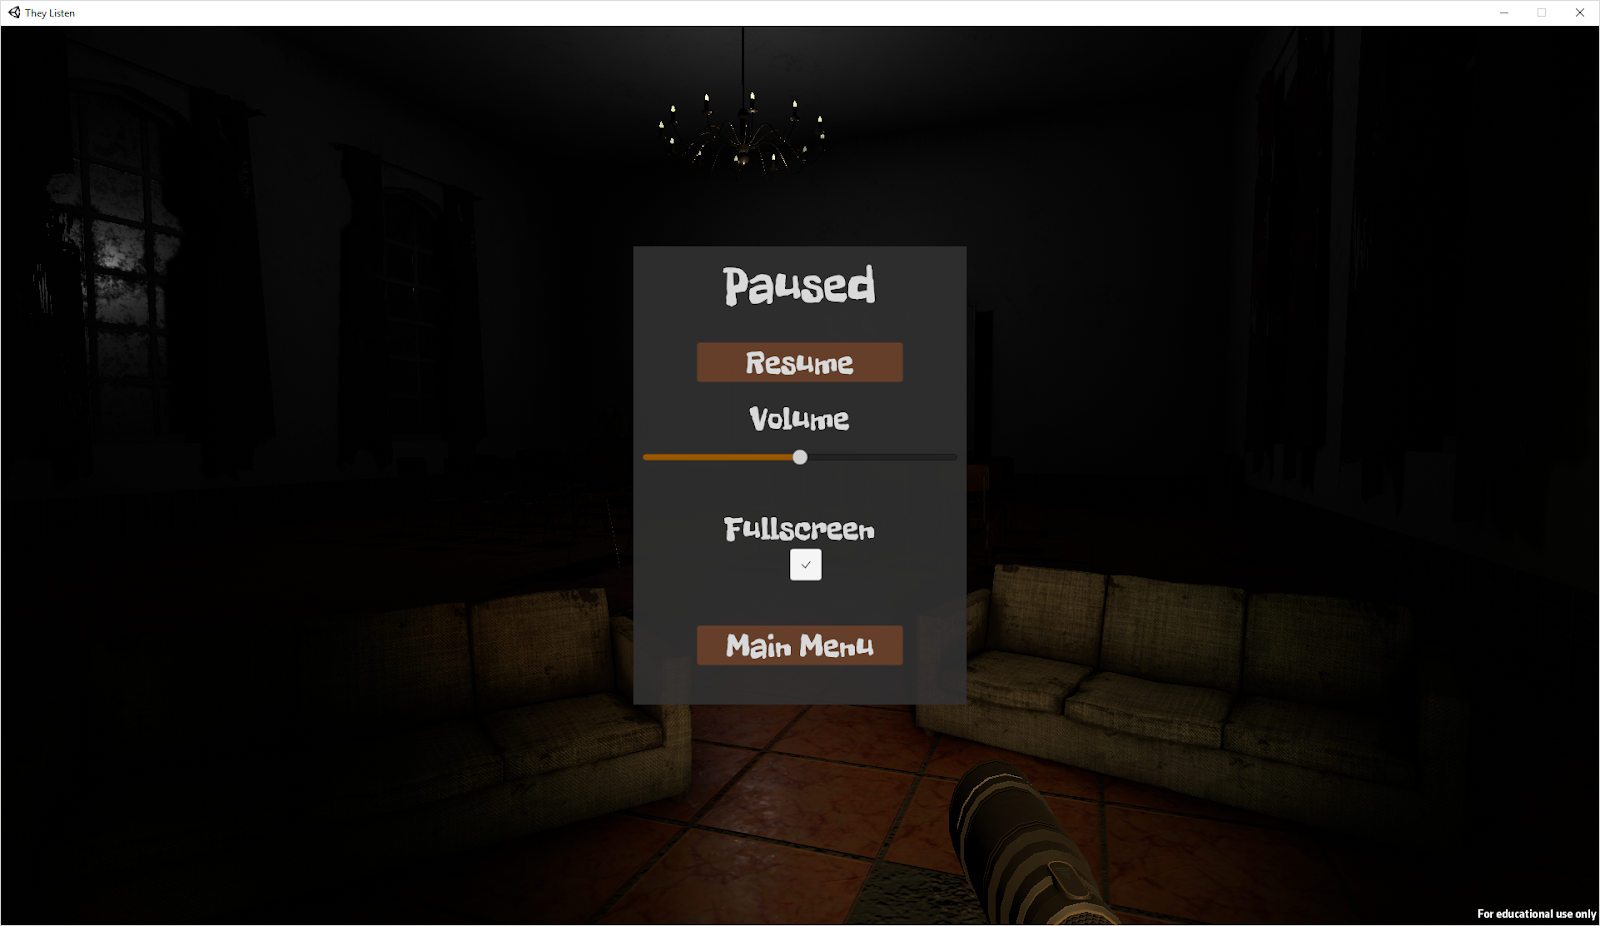 They Listen
Paused
Resume
Volume
Fullscreen
Main Menu
For educational use only